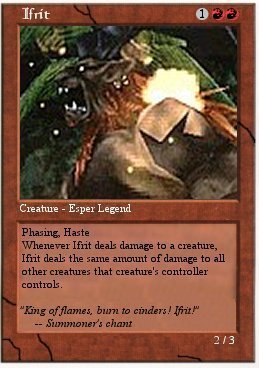 Ifrit 1
Creature - Esper Legend
Phasing, Haste
Whenever Ifrit deals damage to a creature,
Ifrit deals the same amount of damage to all
other creatures that creature's controller
controls.
"King of flames, burn to cinders! Ifrit!"
-- Summoner's chant
2/3